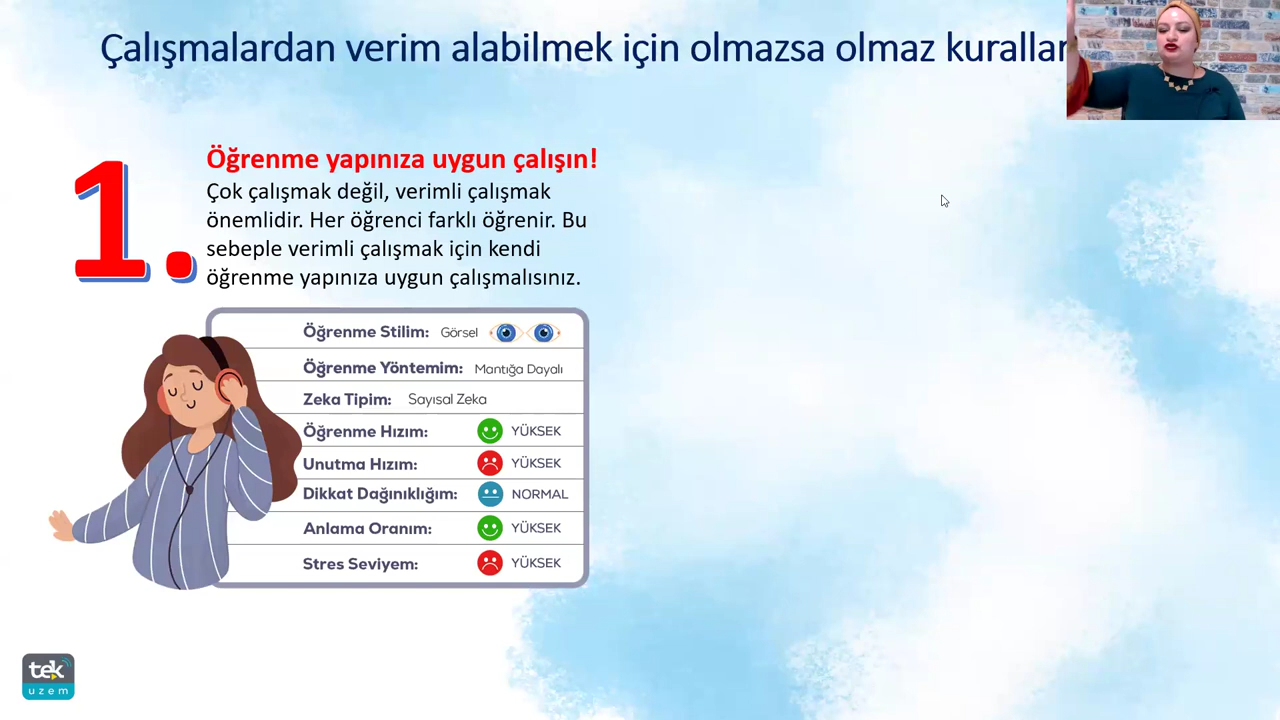 Çalışmalardan verim alabilmek için olmazsa olmaz kurallar
1.
Öğrenme yapınıza uygun çalışın!
Çok çalışmak değil, verimli çalışmak
önemlidir. Her öğrenci farklı öğrenir. Bu
sebeple verimli çalışmak için kendi
öğrenme yapınıza uygun çalışmalısınız.
Öğrenme Stilim: Görsel
Öğrenme Yöntemim: Mantığa Dayalı
Zeka Tipim: Sayısal Zeka
Öğrenme Hızım: YÜKSEK
Unutma Hızım: YÜKSEK
Dikkat Dağınıklığım: NORMAL
Anlama Oranım: YÜKSEK
Stres Seviyem: YÜKSEK
tek
uzem